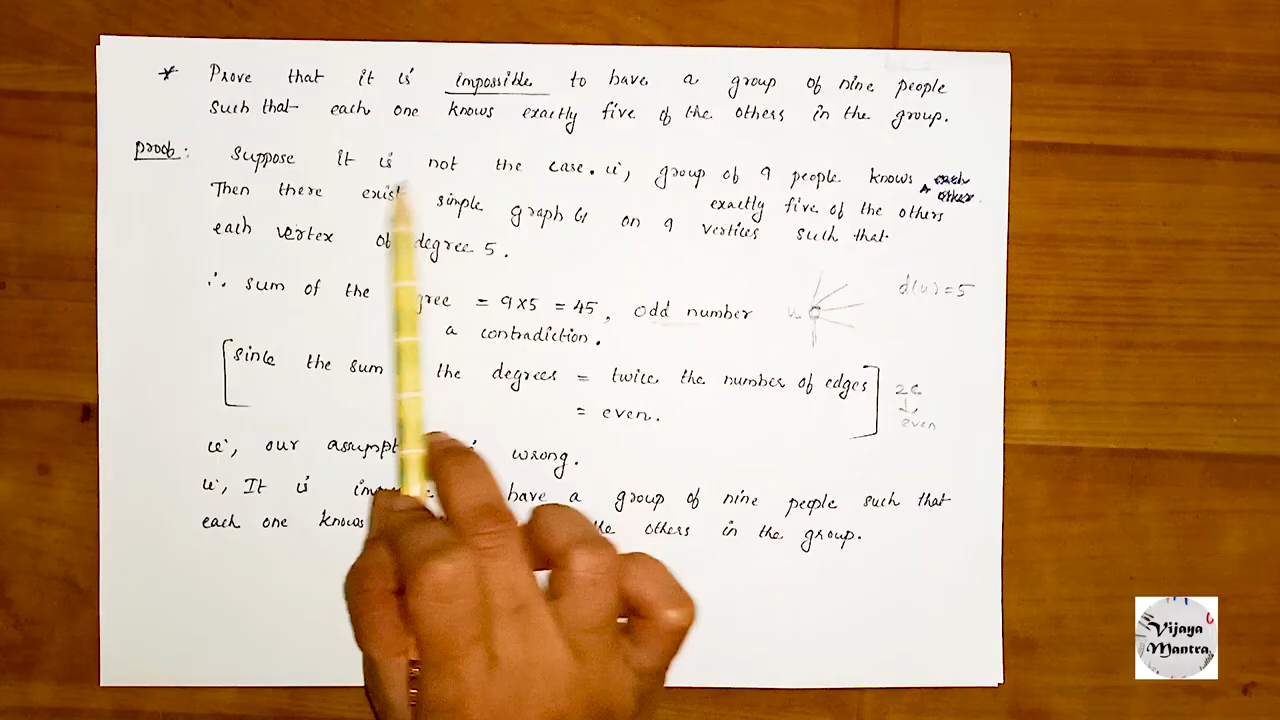 * Prove that it is impossible to have a group of nine people
such that each one knows exactly five of the others in the group.
proof: Suppose it is not the case. ie, group of 9 people knows each other
exactly five of the others
Then there exist simple graph G on 9 vertices such that
each vertex of degree 5.
∴ sum of the gree = 9×5 = 45, odd number
a contradiction.
u d(u) = 5
[since the sum the degrees = twice the number of edges]
= even.
2e
↓
even
ie, our assumpt wrong.
ie, It is have a group of nine people such that
each one knows the others in the group.
Vijaya
Mantra